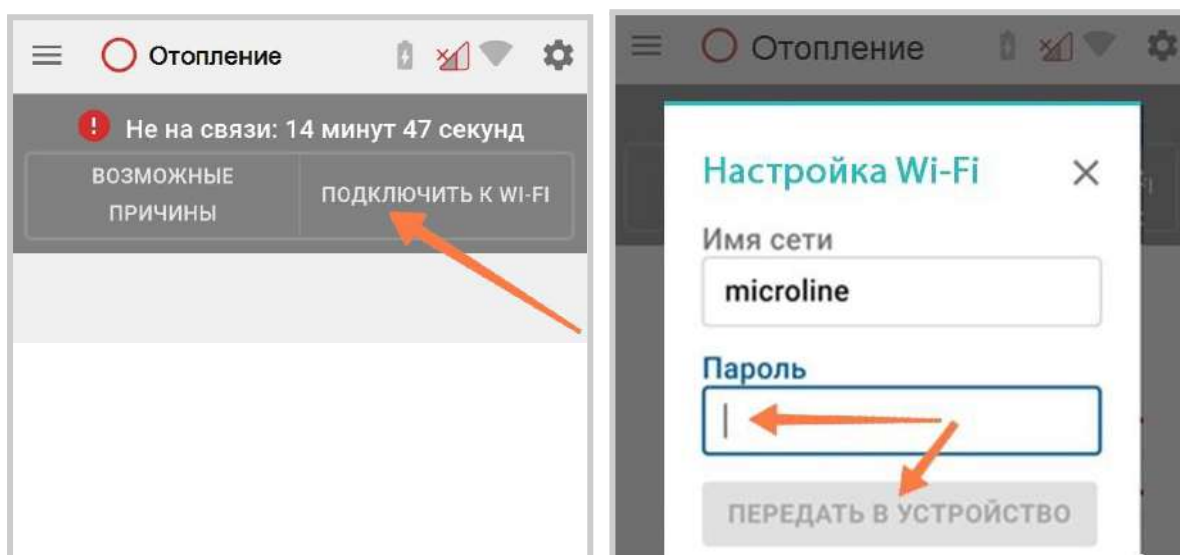 Отопление
Не на связи: 14 минут 47 секунд
ВОЗМОЖНЫЕ
ПРИЧИНЫ
ПОДКЛЮЧИТЬ К WI-FI
Отопление
Настройка Wi-Fi
Имя сети
microline
Пароль
ПЕРЕДАТЬ В УСТРОЙСТВО